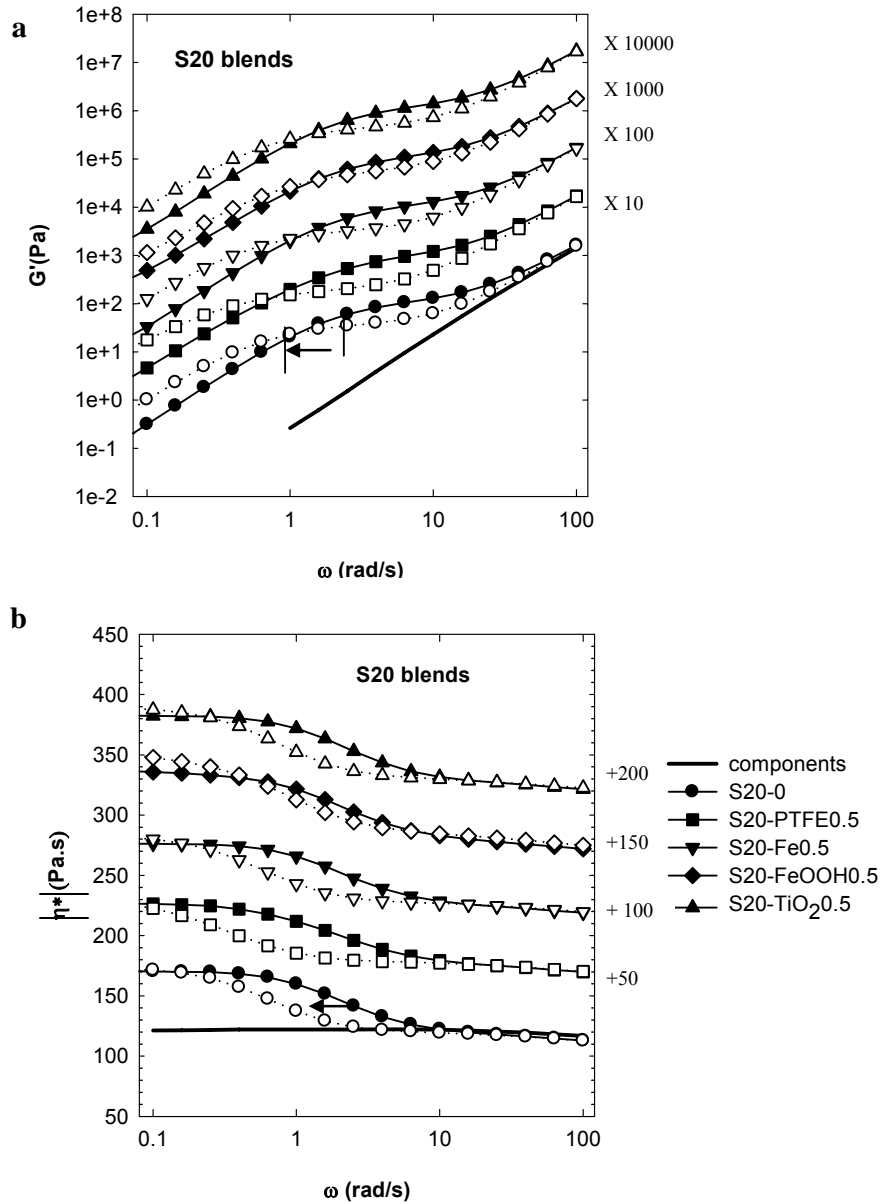 a
S20 blends
1e+8
1e+7
1e+6
1e+5
1e+4
1e+3
1e+2
1e+1
1e+0
1e-1
1e-2
G'(Pa)
X 10000
X 1000
X 100
X 10
0.1 1 10 100
ω (rad/s)
b
S20 blends
450
400
350
300
250
200
150
100
50
|η*| (Pa.s)
+200
+150
+ 100
+50
components
S20-0
S20-PTFE0.5
S20-Fe0.5
S20-FeOOH0.5
S20-TiO20.5
0.1 1 10 100
ω (rad/s)